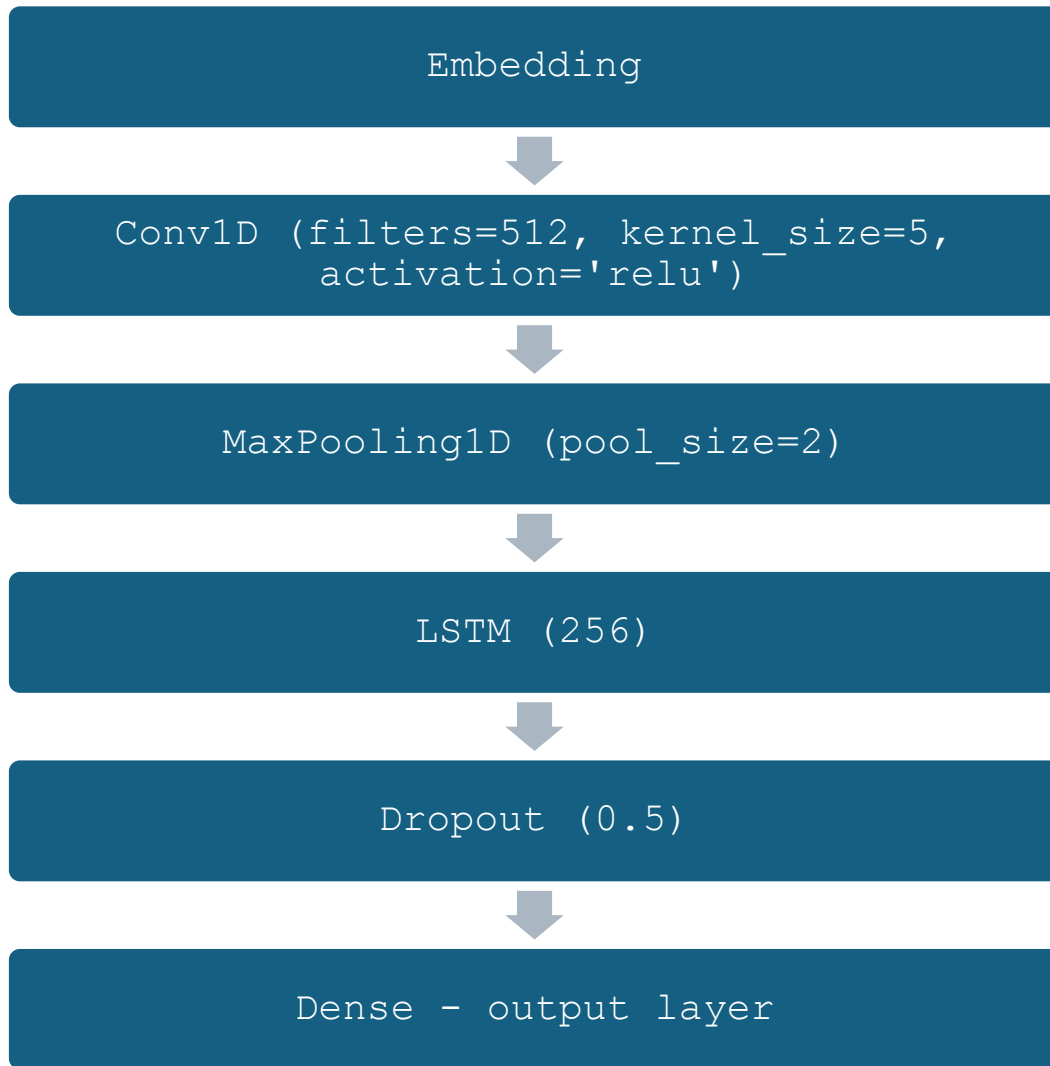 Embedding
Conv1D (filters=512, kernel_size=5,
activation='relu')
MaxPooling1D (pool_size=2)
LSTM (256)
Dropout (0.5)
Dense - output layer